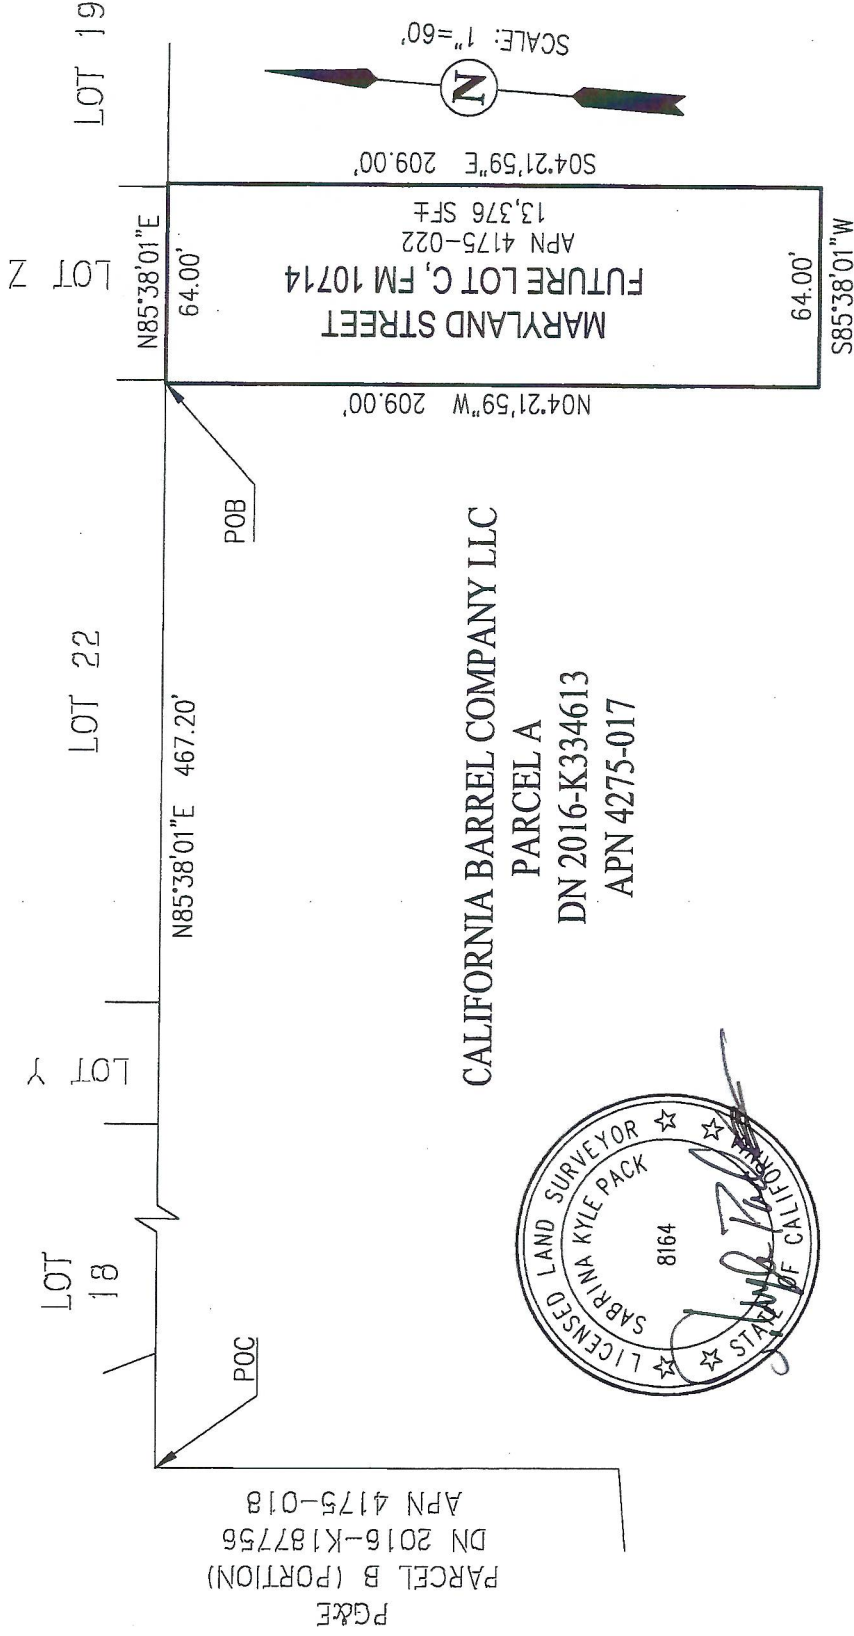 LOT 18
LOT Y
LOT 22
LOT Z
LOT 19
POC
N85°38'01"E 467.20'
POB
N85°38'01"E
64.00'
PG&E
PARCEL B (PORTION)
DN 2016-K187756
APN 4175-018
CALIFORNIA BARREL COMPANY LLC
PARCEL A
DN 2016-K334613
APN 4275-017
N04°21'59"W 209.00'
MARYLAND STREET
FUTURE LOT C, FM 10714
APN 4175-022
13,376 SF±
S04°21'59"E 209.00'
64.00'
S85°38'01"W
N
SCALE: 1"=60'
LICENSED LAND SURVEYOR
SABRINA KYLE PACK
8164
STATE OF CALIFORNIA